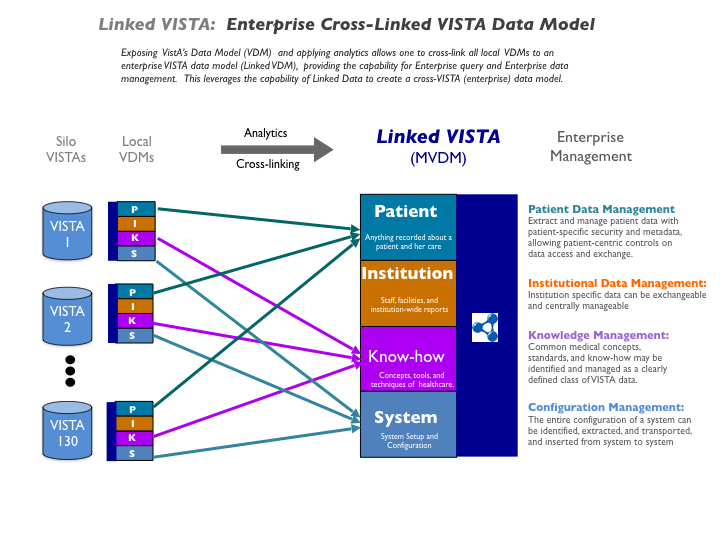 Linked VISTA: Enterprise Cross-Linked VISTA Data Model
Exposing VistA's Data Model (VDM) and applying analytics allows one to cross-link all local VDMs to an
enterprise VISTA data model (Linked VDM), providing the capability for Enterprise query and Enterprise data
management. This leverages the capability of Linked Data to create a cross-VISTA (enterprise) data model.
Silo
VISTAs
Local
VDMs
Analytics
Cross-linking
Linked VISTA
(MVDM)
Enterprise
Management
VISTA
1
P
I
K
S
VISTA
2
P
I
K
S
VISTA
130
P
I
K
S
Patient
Anything recorded about a
patient and her care
Institution
Staff, facilities, and
institution-wide reports
Know-how
Concepts, tools, and
techniques of healthcare.
System
System Setup and
Configuration
Patient Data Management
Extract and manage patient data with
patient-specific security and metadata,
allowing patient-centric controls on
data access and exchange.
Institutional Data Management:
Institution specific data can be exchangeable
and centrally manageable
Knowledge Management:
Common medical concepts,
standards, and know-how may be
identified and managed as a clearly
defined class of VISTA data.
Configuration Management:
The entire configuration of a system can
be identified, extracted, and transported,
and inserted from system to system